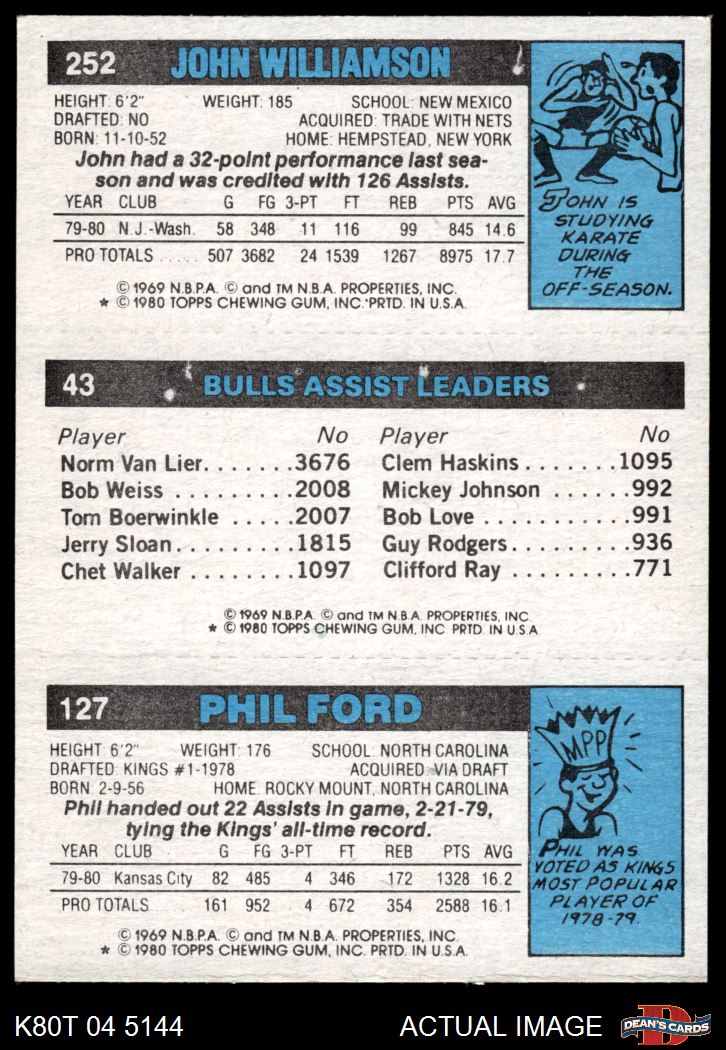 252 JOHN WILLIAMSON
HEIGHT: 6'2" WEIGHT: 185 SCHOOL: NEW MEXICO
DRAFTED: NO ACQUIRED: TRADE WITH NETS
BORN: 11-10-52 HOME: HEMPSTEAD, NEW YORK
John had a 32-point performance last sea-
son and was credited with 126 Assists.
YEAR CLUB G FG 3-PT FT REB PTS AVG
79-80 N.J.-Wash. 58 348 11 116 99 845 14.6
PRO TOTALS ..... 507 3682 24 1539 1267 8975 17.7
© 1969 N.B.P.A. © and TM N.B.A. PROPERTIES, INC.
★ © 1980 TOPPS CHEWING GUM, INC. PRTD. IN U.S.A.
JOHN IS
STUDYING
KARATE
DURING
THE
OFF-SEASON.
43 BULLS ASSIST LEADERS
Player No Player No
Norm Van Lier.......3676 Clem Haskins.......1095
Bob Weiss .........2008 Mickey Johnson ......992
Tom Boerwinkle .....2007 Bob Love ...........991
Jerry Sloan.........1815 Guy Rodgers.........936
Chet Walker ........1097 Clifford Ray .........771
© 1969 N.B.P.A. © and TM N.B.A. PROPERTIES, INC
★ © 1980 TOPPS CHEWING GUM, INC PRTD. IN U.S.A
127 PHIL FORD
HEIGHT: 6'2" WEIGHT: 176 SCHOOL: NORTH CAROLINA
DRAFTED: KINGS #1-1978 ACQUIRED: VIA DRAFT
BORN: 2-9-56 HOME: ROCKY MOUNT, NORTH CAROLINA
Phil handed out 22 Assists in game, 2-21-79,
tying the Kings' all-time record.
YEAR CLUB G FG 3-PT FT REB PTS AVG
79-80 Kansas City 82 485 4 346 172 1328 16.2
PRO TOTALS ..... 161 952 4 672 354 2588 16.1
© 1969 N.B.P.A. © and TM N.B.A. PROPERTIES, INC.
★ © 1980 TOPPS CHEWING GUM, INC. PRTD. IN U.S.A.
MPP
PHIL WAS
VOTED AS KINGS
MOST POPULAR
PLAYER OF
1978-79.
K80T 04 5144 ACTUAL IMAGE
D
DEAN'S CARDS